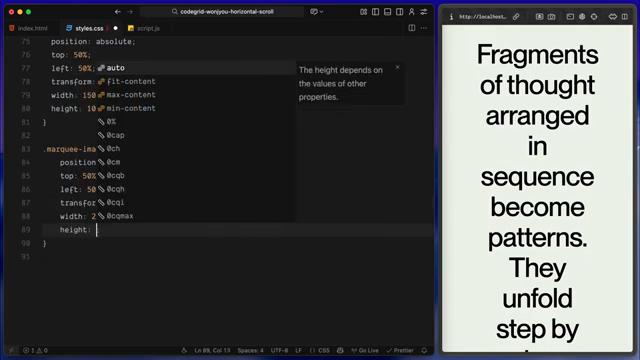 codegrid-wonjyou-horizontal-scroll
index.html
styles.css
script.js
75 position: absolute;
76 top: 50%;
77 left: 50%;
78 transform:
79 width: 150
80 height: 10
81 }
82
83 .marquee-ima
84 position
85 top: 50%
86 left: 50
87 transfor
88 width: 2
89 height:
90 }
91
auto
fit-content
max-content
min-content
0%
0cap
0ch
0cm
0cqb
0cqh
0cqi
0cqmax
The height depends on
the values of other
properties.
Ln 89, Col 13
Spaces: 2
UTF-8
LF
CSS
Go Live
Prettier
http://localhost..
Fragments
of thought
arranged
in
sequence
become
patterns.
They
unfold
step by